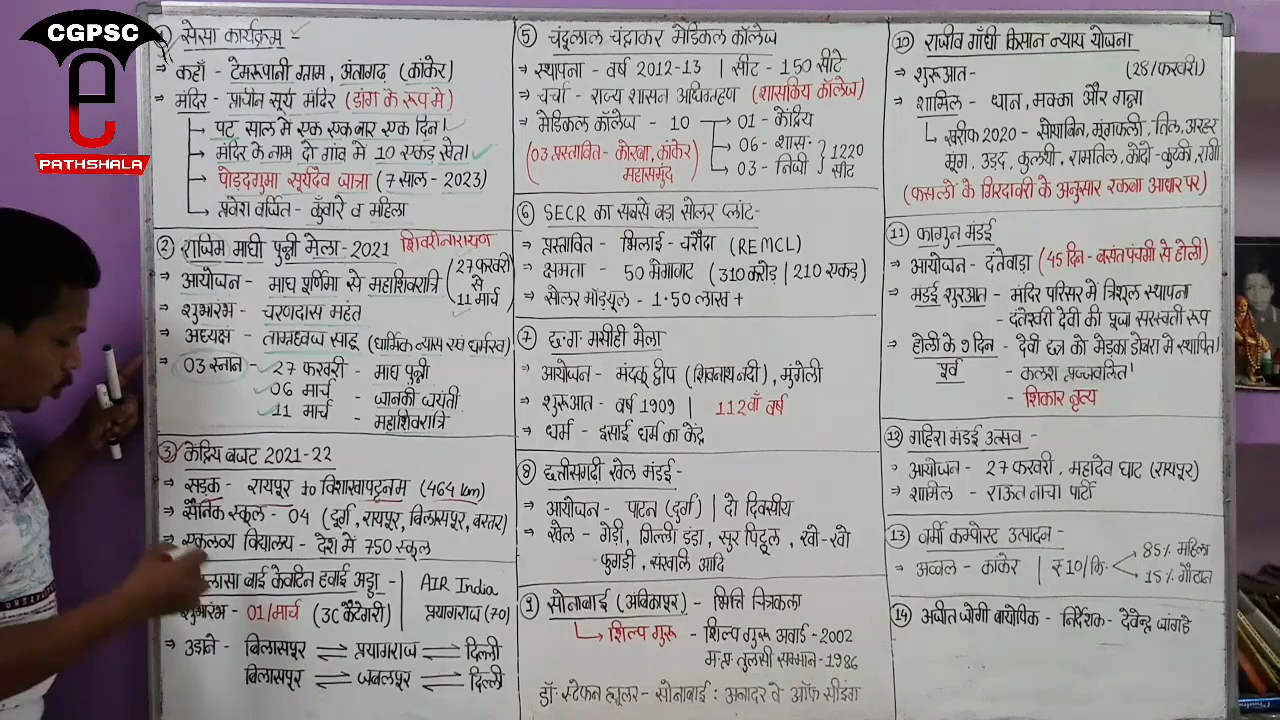 CGPSC
PATHSHALA
① सेसा कार्यक्रम -
→ कहाँ - टेमरूपानी ग्राम, अंतागढ़ (कांकेर)
→ मंदिर - प्राचीन सूर्य मंदिर (डांग के रूप मे)
→ पट साल मे एक एक बार एक दिन।
→ मंदिर के नाम से गांव मे 10 एकड़ खेत।
→ पोड़दगुमा सूर्यदेव जात्रा (7 साल - 2023)
→ प्रवेश वर्जित - कुँवारे व महिला
② राजिम माघी पुन्नी मेला - 2021 शिवरीनारायण
→ आयोजन - माघ पूर्णिमा से महाशिवरात्रि (27 फरवरी से 11 मार्च)
→ शुभारंभ - चरणदास महंत
→ अध्यक्ष - ताम्रध्वज साहू (धार्मिक न्यास एवं धर्मस्व)
→ 03 स्नान - 27 फरवरी - माघ पुन्नी
06 मार्च - जानकी जयंती
11 मार्च - महाशिवरात्रि
③ केंद्रिय बजट 2021-22
→ सड़क - रायपुर to विशाखापट्नम (464 km)
→ सैनिक स्कूल - 04 (दुर्ग, रायपुर, बिलासपुर, बस्तर)
→ एकलव्य विद्यालय - देश मे 750 स्कूल
लासा बाई केवटिन हवाई अड्डा - | AIR India
शुभारंभ - 01/मार्च (3C कैटेगरी) | प्रयागराज (70)
→ उड़ाने - बिलासपुर ⇌ प्रयागराज ⇌ दिल्ली
बिलासपुर ⇌ जबलपुर ⇌ दिल्ली
⑤ चंदूलाल चंद्राकर मेडिकल कॉलेज
→ स्थापना - वर्ष 2012-13 | सीट - 150 सीटे
→ चर्चा - राज्य शासन अधिग्रहण (शासकिय कॉलेज)
→ मेडिकल कॉलेज - 10 → 01 - केंद्रिय
→ 06 - शास.
→ 03 - निजी } 1220 सीट
(03 प्रस्तावित - कोरबा, कांकेर, महासमुंद)
⑥ SECR का सबसे बड़ा सोलर प्लांट -
→ प्रस्तावित - भिलाई - चरौदा (REMCL)
→ क्षमता - 50 मेगावाट (310 करोड़ | 210 एकड़)
→ सोलर मॉड्यूल - 1.50 लाख +
⑦ छ.ग. मसीही मेला
→ आयोजन - मंदकू द्वीप (शिवनाथ नदी), मुंगेली
→ शुरूआत - वर्ष 1909 | 112वाँ वर्ष
→ धर्म - इसाई धर्म का केंद्र
⑧ छत्तीसगढ़ी खेल मंडई -
→ आयोजन - पाटन (दुर्ग) | दो दिवसीय
→ खेल - गेड़ी, गिल्ली डंडा, सुर पिट्टूल, खो-खो
फुगड़ी, संखली आदि
⑨ सोनाबाई (अंबिकापुर) - भित्ति चित्रकला
→ शिल्प गुरू - शिल्प गुरू अवार्ड - 2002
म.प्र. तुलसी सम्मान - 1986
डॉ. स्टेफन ह्यूलर - सोनाबाई : अनादर वे ऑफ सीइंग
⑩ राजीव गाँधी किसान न्याय योजना
→ शुरूआत - (28/फरवरी)
→ शामिल - धान, मक्का और गन्ना
→ खरीफ 2020 - सोयाबिन, मूंगफली, तिल, अरहर
मूंग, उड़द, कुलथी, रामतिल, कोदो-कुटकी, रागी
(फसलो के गिरदावरी के अनुसार रकबा आधार पर)
⑪ फागुन मंडई
→ आयोजन - दंतेवाड़ा (45 दिन - बसंत पंचमी से होली)
→ मंडई शुरआत - मंदिर परिसर मे त्रिशूल स्थापना
- दंतेश्वरी देवी की पूजा सरस्वती रूप
→ होली के 9 दिन पूर्व - देवी छत्र को मेंडका डोबरा मे स्थापित।
- कलश प्रज्जवलित।
- शिकार नृत्य
⑫ गहिरा मंडई उत्सव -
→ आयोजन - 27 फरवरी, महादेव घाट (रायपुर)
→ शामिल - राऊत नाचा पार्टी
⑬ वर्मी कम्पोस्ट उत्पादन -
→ अव्वल - कांकेर | ₹10/कि. 85% महिला
15% गौठान
⑭ अजीत जोगी बायोपिक - निर्देशक - देवेन्द्र जांगड़े